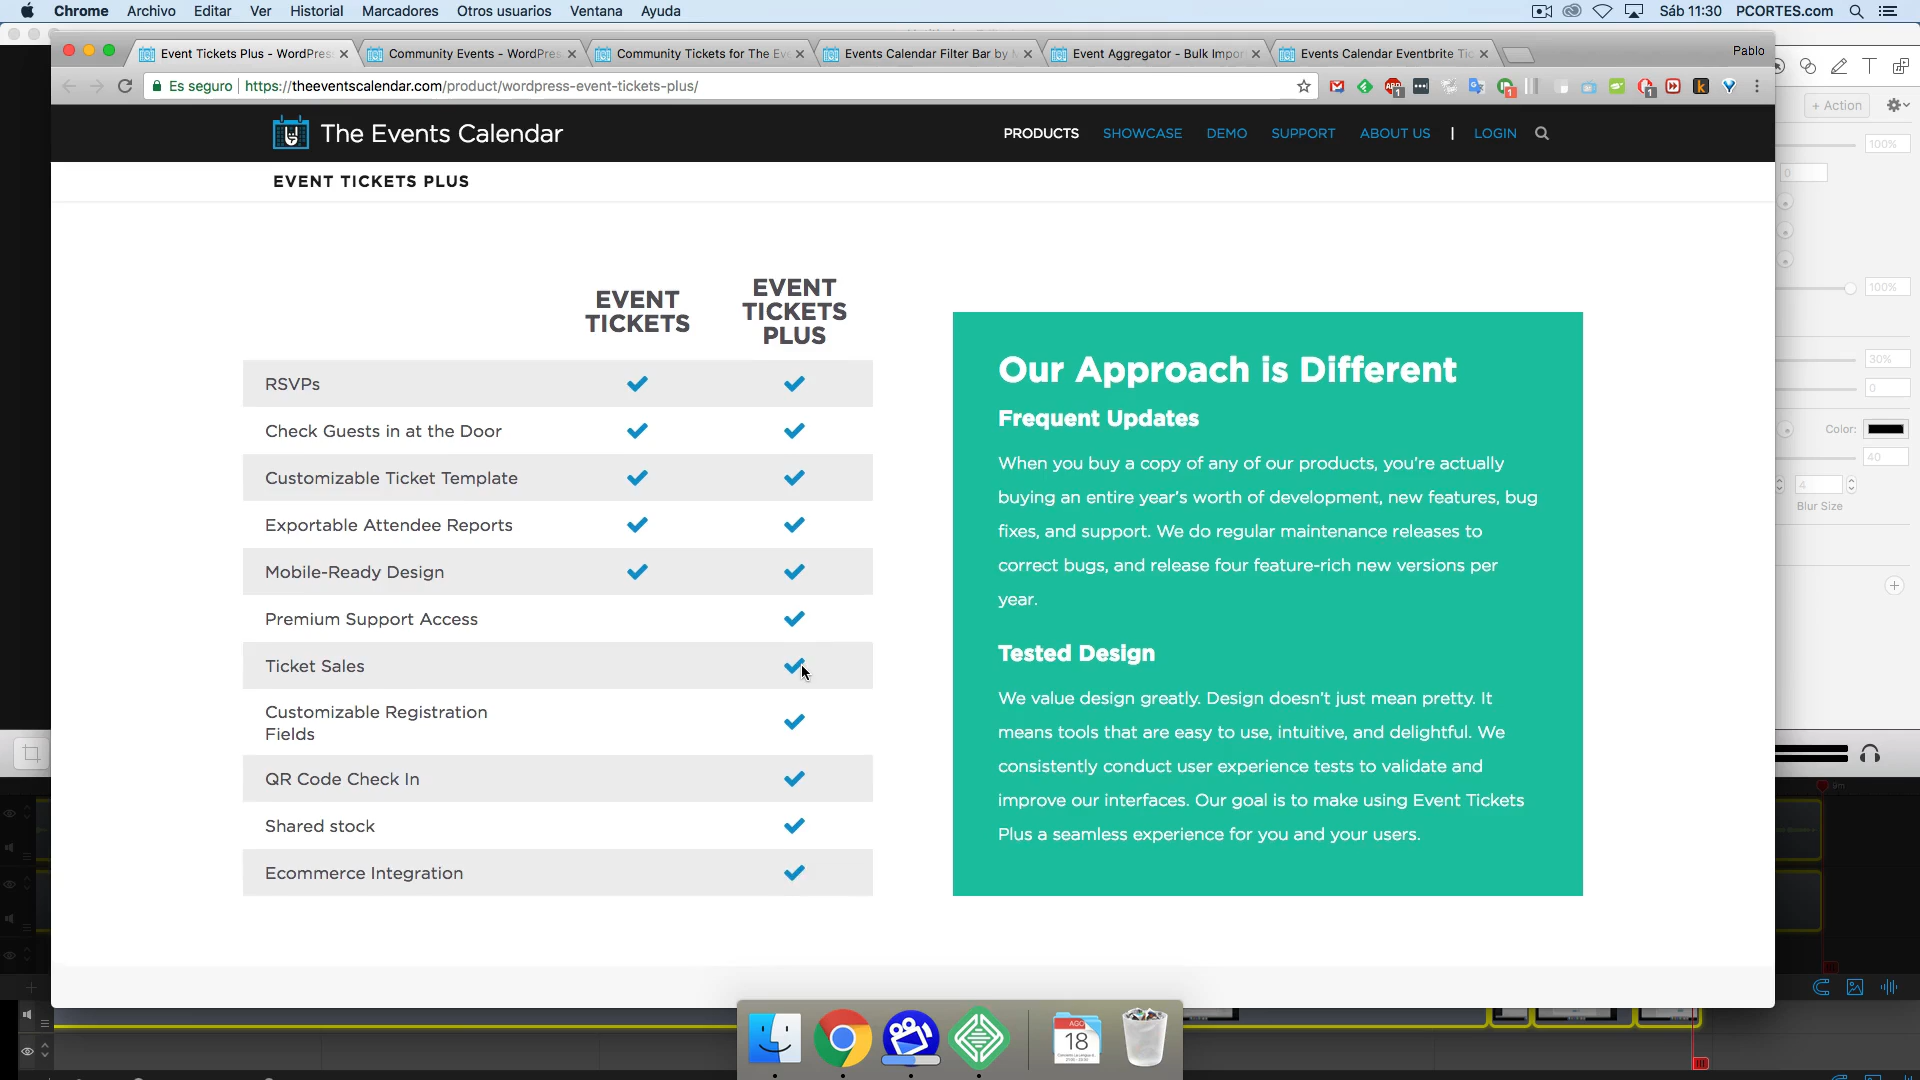 Chrome Archivo Editar Ver Historial Marcadores Otros usuarios Ventana Ayuda Sáb 11:30 PCORTES.com
Event Tickets Plus - WordPres Community Events - WordPres Community Tickets for The Eve Events Calendar Filter Bar by M Event Aggregator - Bulk Impor Events Calendar Eventbrite Tic Pablo
Es seguro https://theeventscalendar.com/product/wordpress-event-tickets-plus/
+ Action
The Events Calendar PRODUCTS SHOWCASE DEMO SUPPORT ABOUT US | LOGIN
100%
0
EVENT TICKETS PLUS
100%
30%
0
Color:
40
4
Blur Size
EVENT
TICKETS
EVENT
TICKETS
PLUS
RSVPs
Check Guests in at the Door
Customizable Ticket Template
Exportable Attendee Reports
Mobile-Ready Design
Premium Support Access
Ticket Sales
Customizable Registration
Fields
QR Code Check In
Shared stock
Ecommerce Integration
Our Approach is Different
Frequent Updates
When you buy a copy of any of our products, you're actually
buying an entire year's worth of development, new features, bug
fixes, and support. We do regular maintenance releases to
correct bugs, and release four feature-rich new versions per
year.
Tested Design
We value design greatly. Design doesn't just mean pretty. It
means tools that are easy to use, intuitive, and delightful. We
consistently conduct user experience tests to validate and
improve our interfaces. Our goal is to make using Event Tickets
Plus a seamless experience for you and your users.
9m
AGO
18